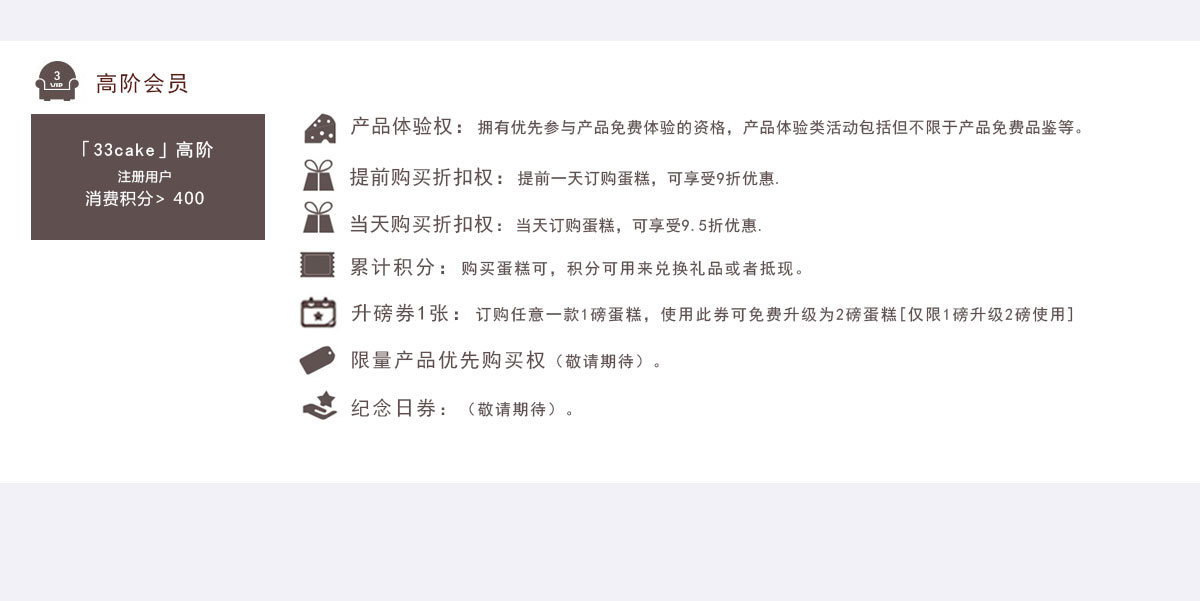 3
VIP
高阶会员
「33cake」高阶
注册用户
消费积分> 400
产品体验权：拥有优先参与产品免费体验的资格，产品体验类活动包括但不限于产品免费品鉴等。
提前购买折扣权：提前一天订购蛋糕，可享受9折优惠.
当天购买折扣权：当天订购蛋糕，可享受9.5折优惠.
累计积分：购买蛋糕可，积分可用来兑换礼品或者抵现。
升磅券1张：订购任意一款1磅蛋糕，使用此券可免费升级为2磅蛋糕[仅限1磅升级2磅使用]
限量产品优先购买权（敬请期待）。
纪念日券：（敬请期待）。